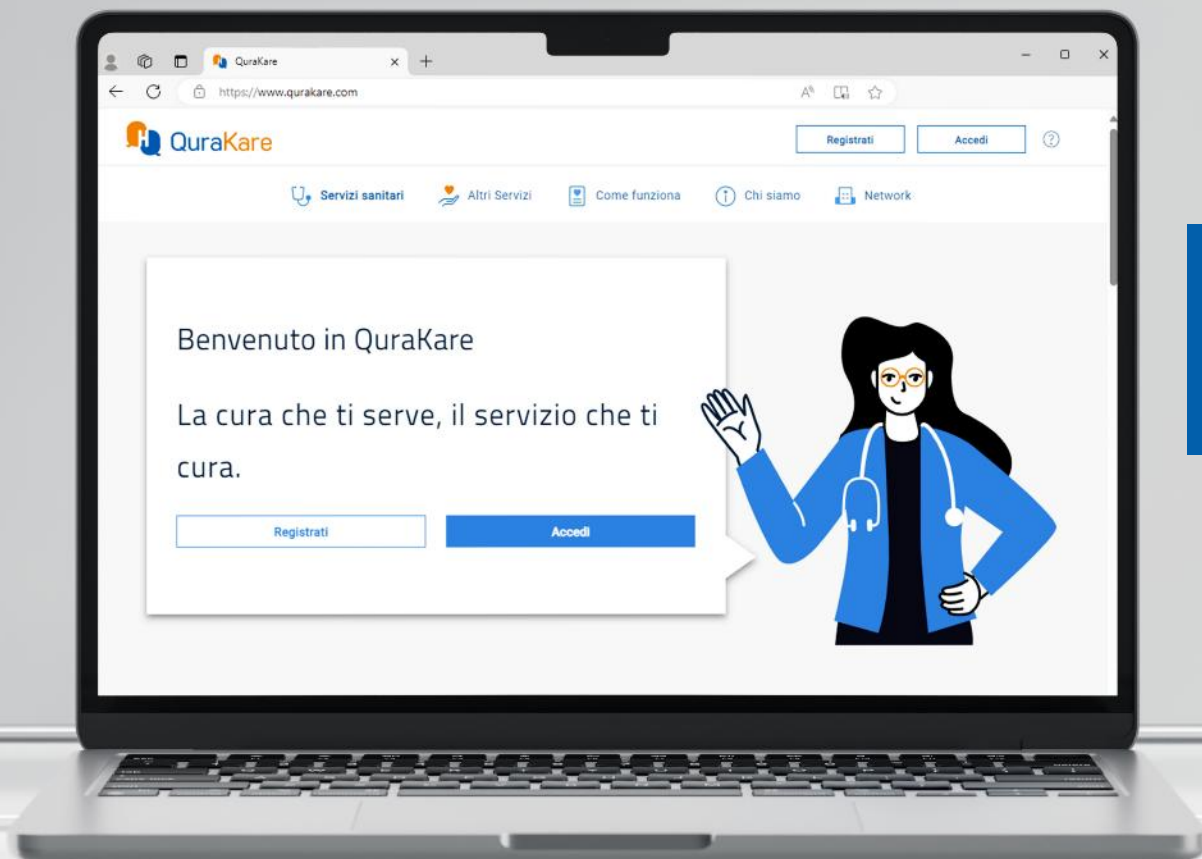 QuraKare
https://www.qurakare.com
QuraKare
Registrati
Accedi
Servizi sanitari
Altri Servizi
Come funziona
Chi siamo
Network
Benvenuto in QuraKare
La cura che ti serve, il servizio che ti
cura.
Registrati
Accedi